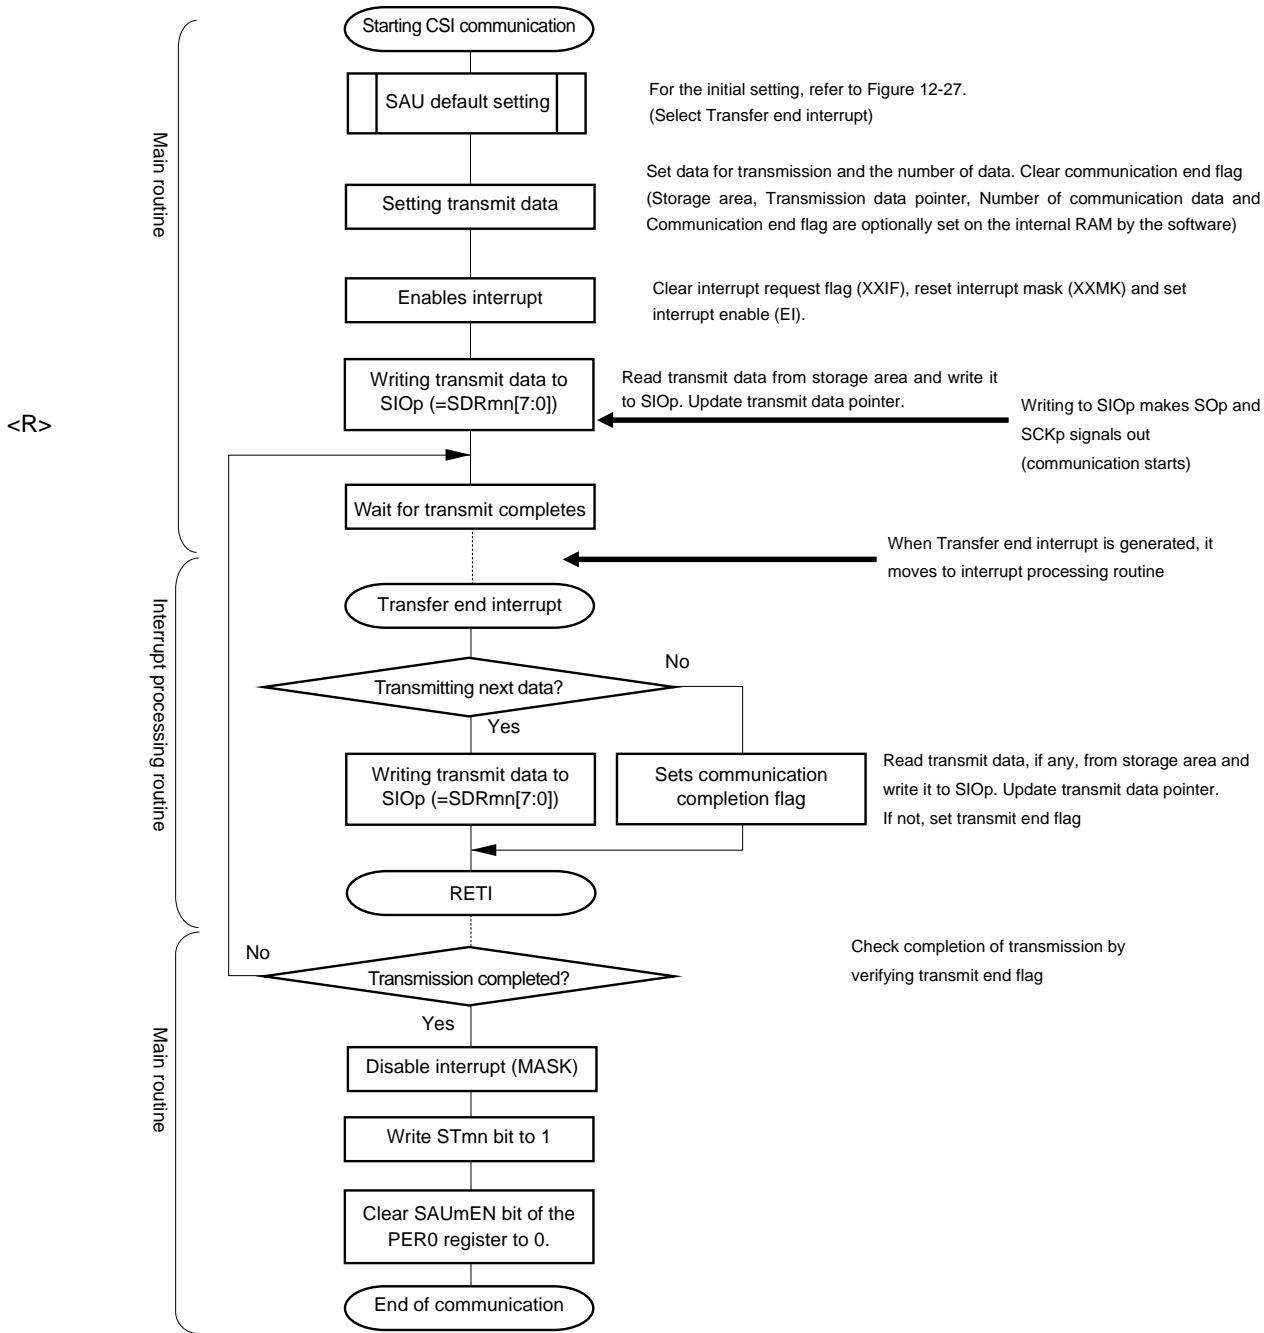 Starting CSI communication
SAU default setting
For the initial setting, refer to Figure 12-27.
(Select Transfer end interrupt)
Main routine
Setting transmit data
Set data for transmission and the number of data. Clear communication end flag
(Storage area, Transmission data pointer, Number of communication data and
Communication end flag are optionally set on the internal RAM by the software)
Enables interrupt
Clear interrupt request flag (XXIF), reset interrupt mask (XXMK) and set
interrupt enable (EI).
Writing transmit data to
SIOp (=SDRmn[7:0])
Read transmit data from storage area and write it
to SIOp. Update transmit data pointer.
Writing to SIOp makes SOp and
SCKp signals out
(communication starts)
<R>
Wait for transmit completes
When Transfer end interrupt is generated, it
moves to interrupt processing routine
Interrupt processing routine
Transfer end interrupt
Transmitting next data?
No
Yes
Writing transmit data to
SIOp (=SDRmn[7:0])
Sets communication
completion flag
Read transmit data, if any, from storage area and
write it to SIOp. Update transmit data pointer.
If not, set transmit end flag
RETI
Main routine
No
Transmission completed?
Check completion of transmission by
verifying transmit end flag
Yes
Disable interrupt (MASK)
Write STmn bit to 1
Clear SAUmEN bit of the
PER0 register to 0.
End of communication